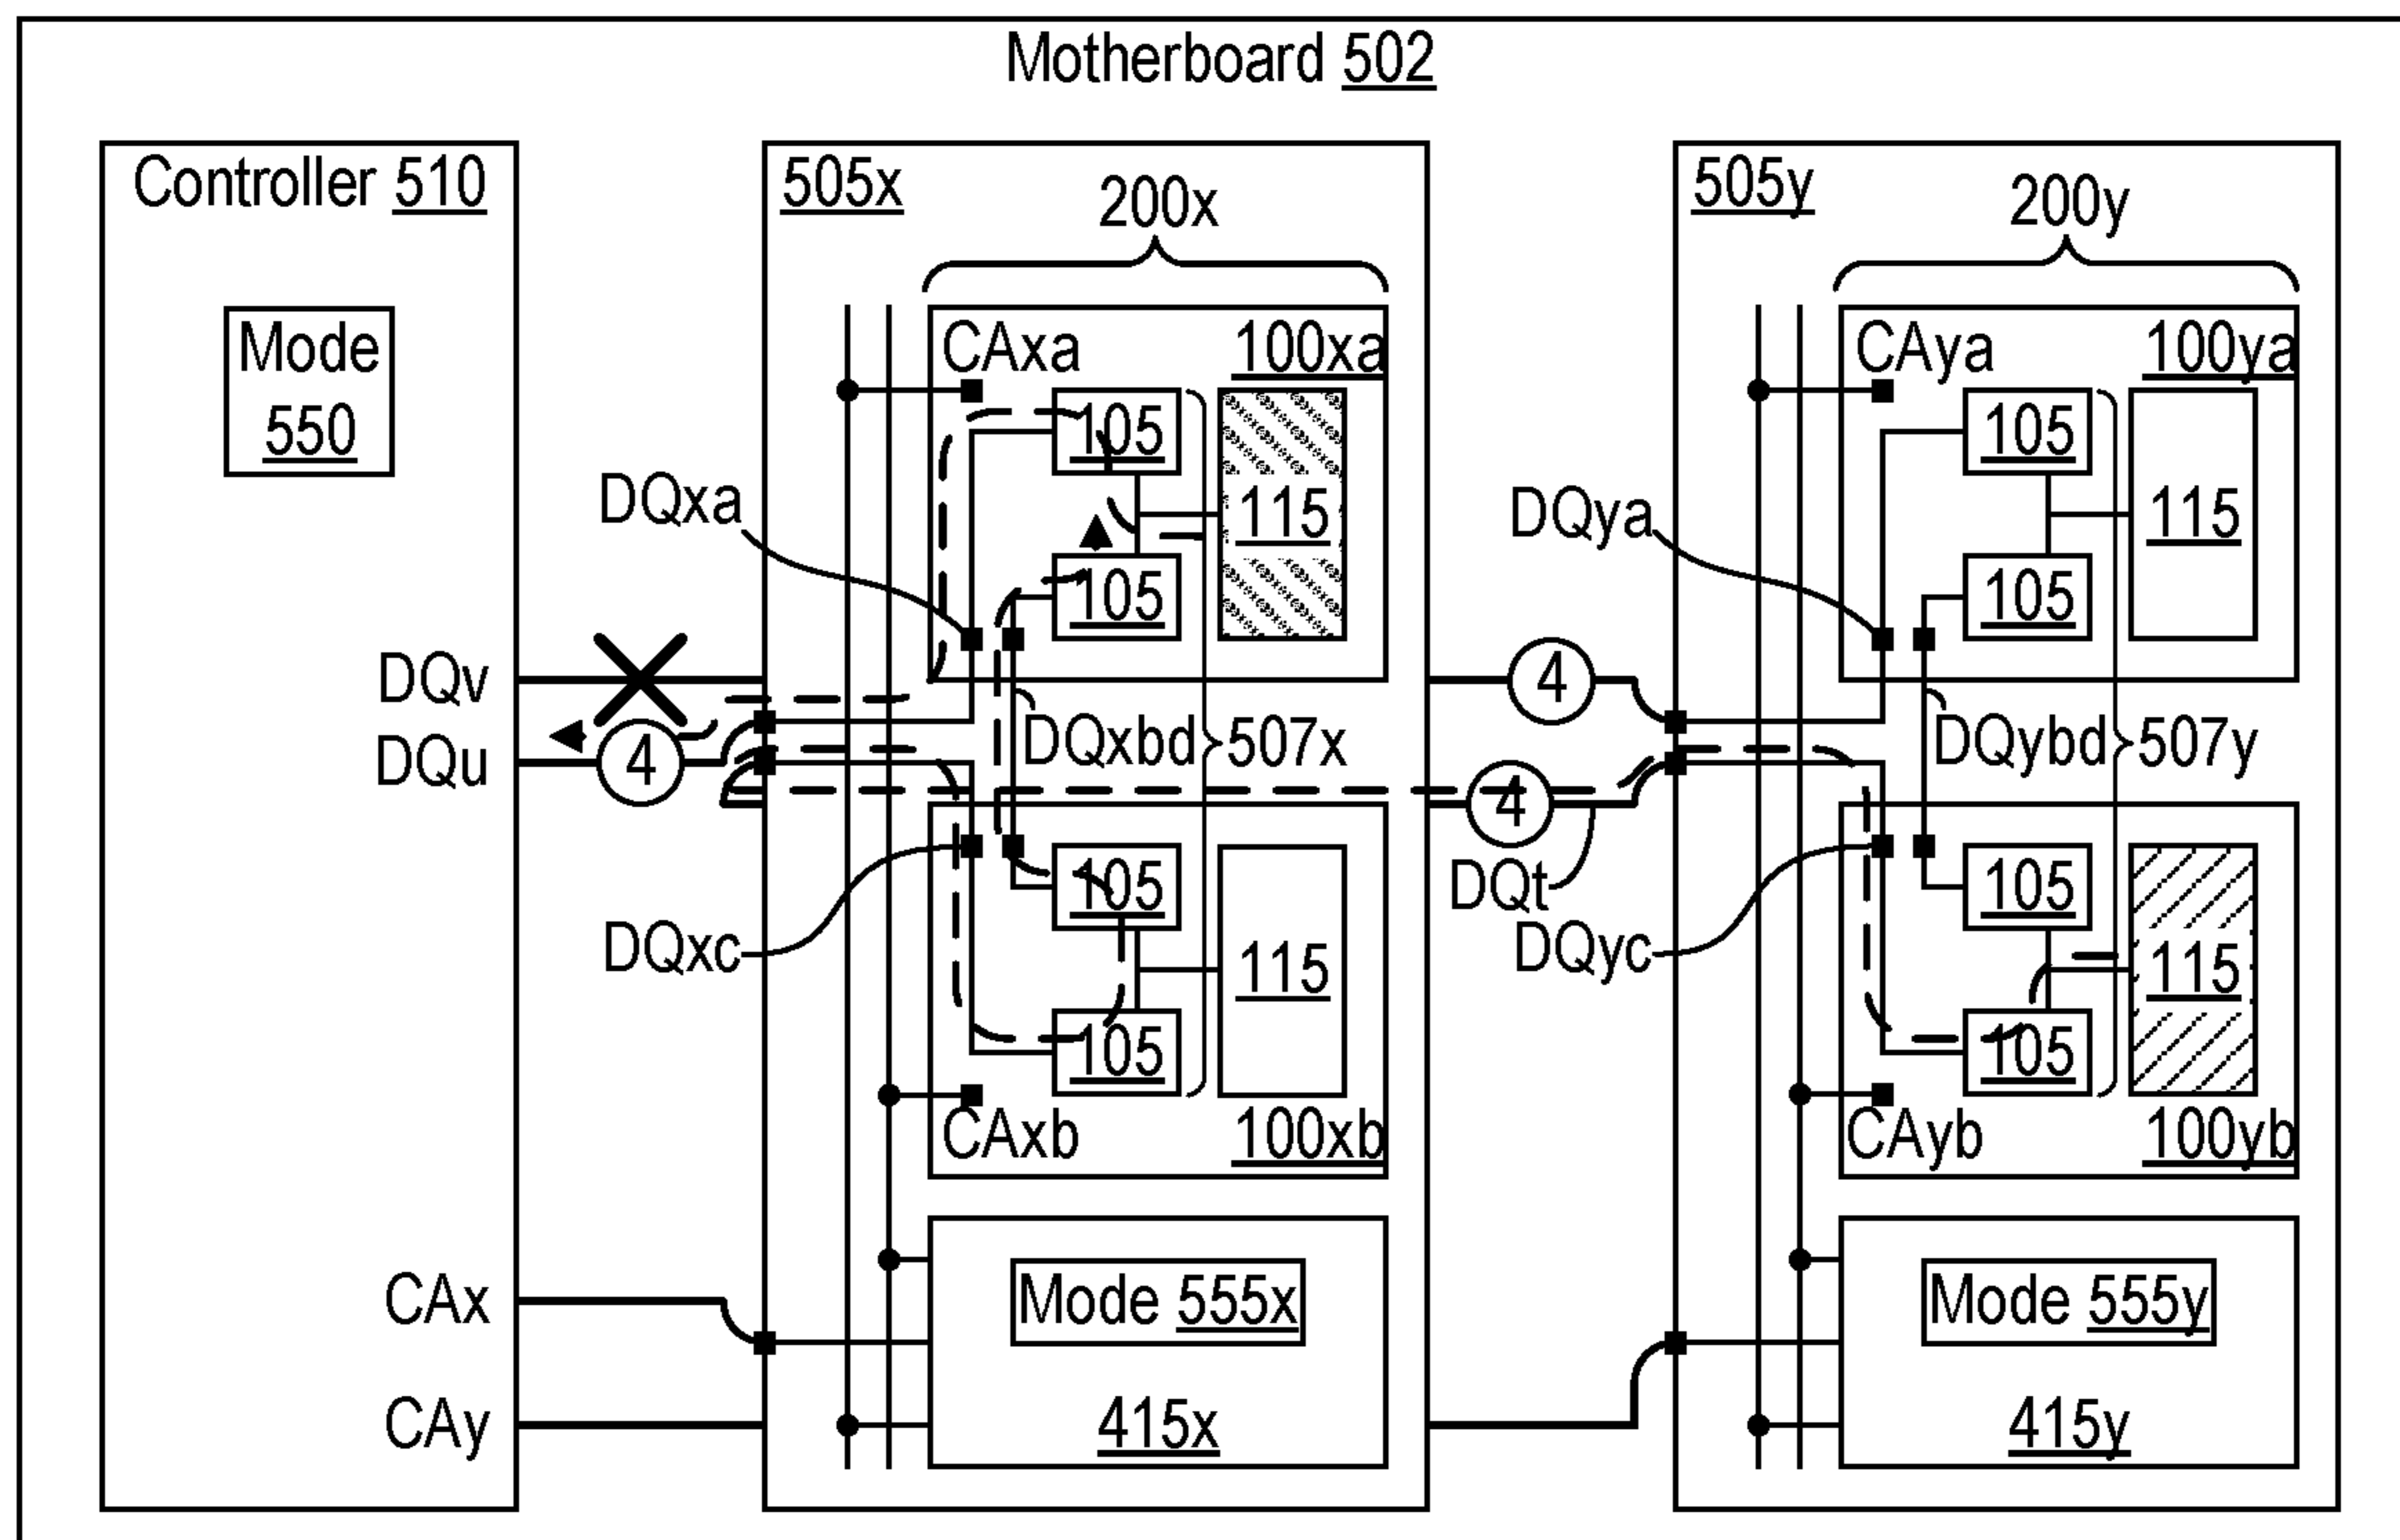 Motherboard 502
Controller 510
505x
200x
505y
200y
Mode
550
CAxa
100xa
CAya
100ya
105
105
DQxa
115
DQya
115
105
105
DQv
4
DQxbd
507x
DQybd
507y
DQu
4
4
DQt
105
105
DQxc
115
DQyc
115
105
105
CAxb
100xb
CAyb
100yb
CAx
Mode 555x
Mode 555y
CAy
415x
415y